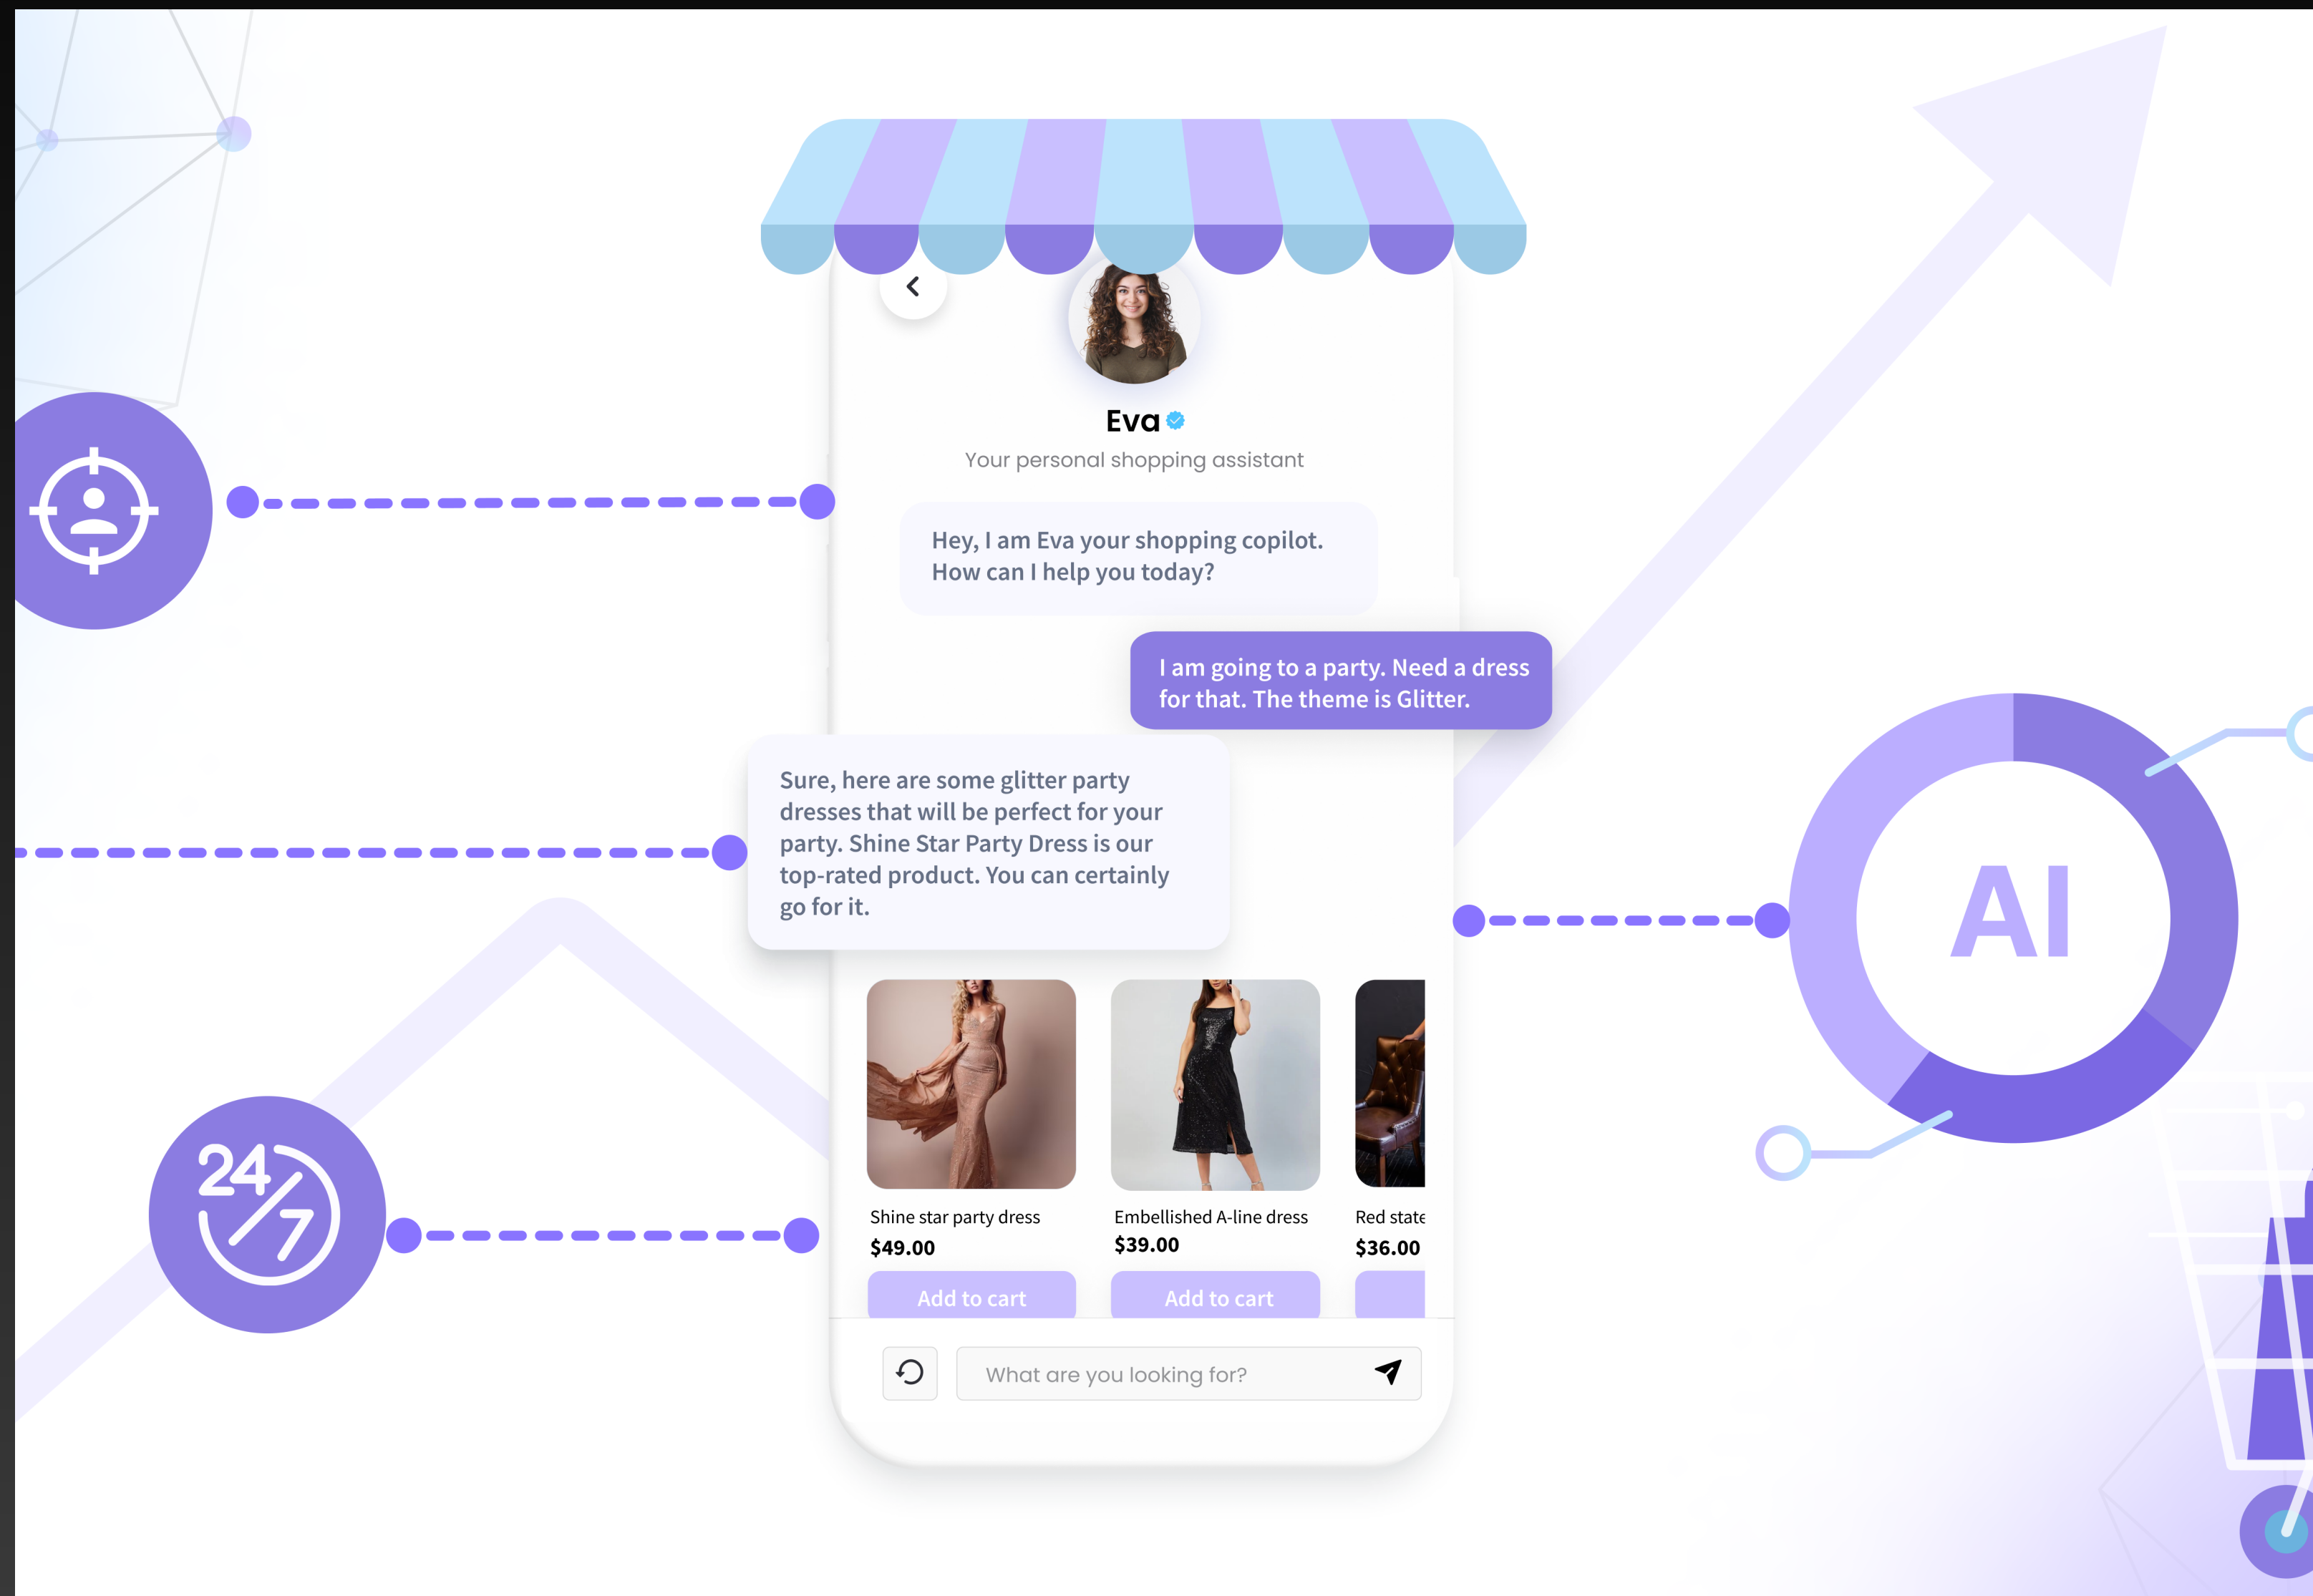 Eva
Your personal shopping assistant
Hey, I am Eva your shopping copilot.
How can I help you today?
I am going to a party. Need a dress
for that. The theme is Glitter.
Sure, here are some glitter party
dresses that will be perfect for your
party. Shine Star Party Dress is our
top-rated product. You can certainly
go for it.
AI
24/7
Shine star party dress
$49.00
Add to cart
Embellished A-line dress
$39.00
Add to cart
Red state
$36.00
What are you looking for?